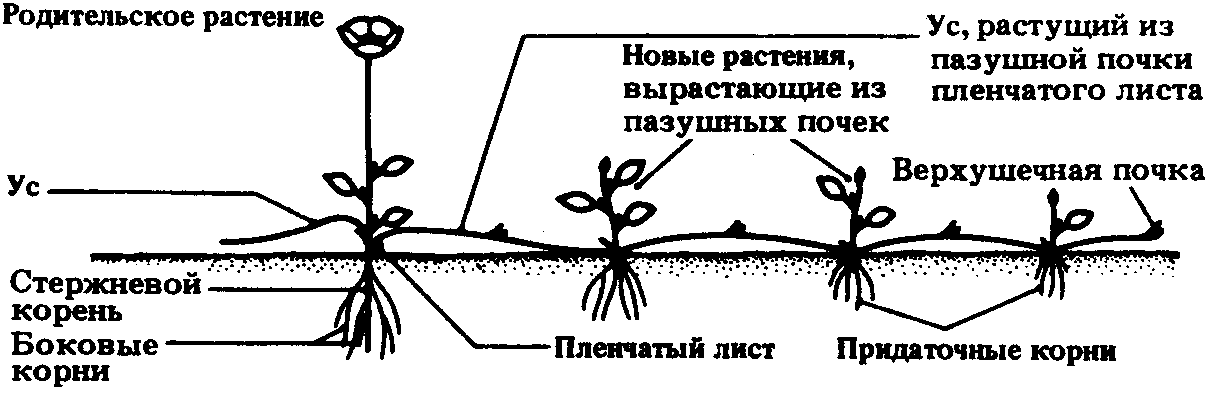 Родительское растение
Ус, растущий из
пазушной почки
пленчатого листа
Новые растения,
вырастающие из
пазушных почек
Ус
Верхушечная почка
Стержневой
корень
Боковые
корни
Пленчатый лист
Придаточные корни